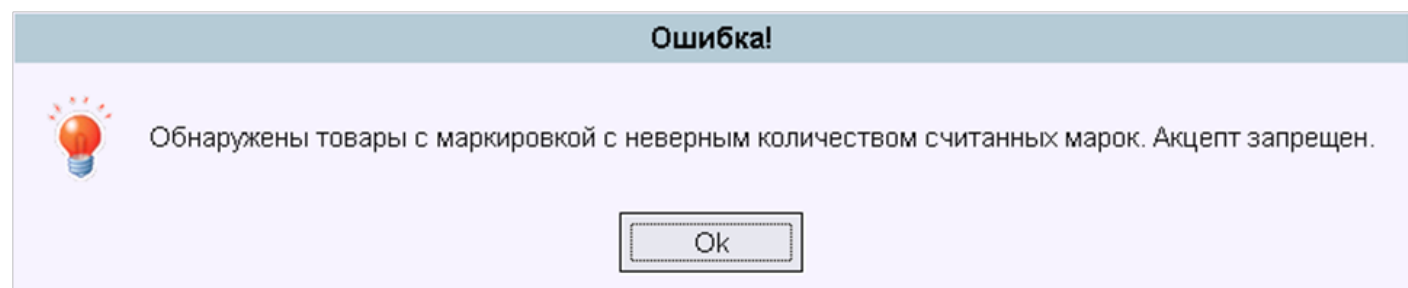 Ошибка!
Обнаружены товары с маркировкой с неверным количеством считанных марок. Акцепт запрещен.
Ok